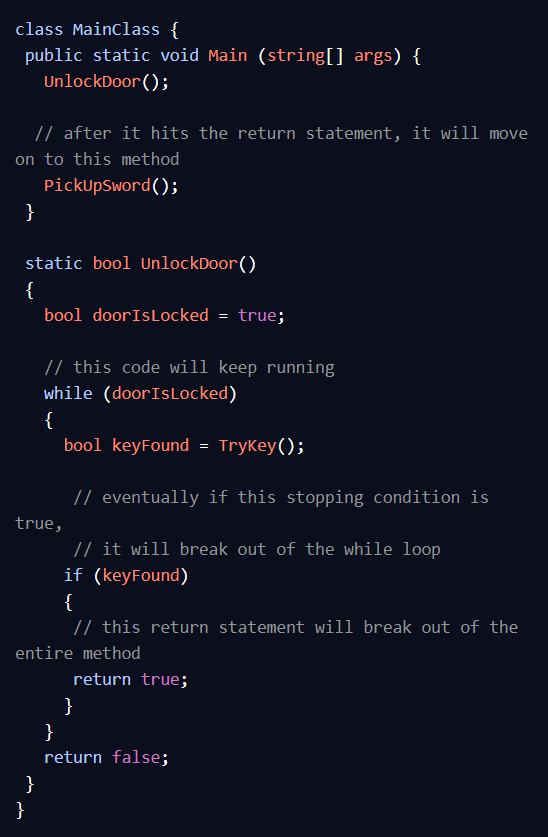 class MainClass {
 public static void Main (string[] args) {
   UnlockDoor();

  // after it hits the return statement, it will move
on to this method
   PickUpSword();
 }

 static bool UnlockDoor()
 {
   bool doorIsLocked = true;

   // this code will keep running
   while (doorIsLocked)
   {
     bool keyFound = TryKey();

      // eventually if this stopping condition is
true,
      // it will break out of the while loop
     if (keyFound)
     {
      // this return statement will break out of the
entire method
      return true;
     }
   }
   return false;
 }
}